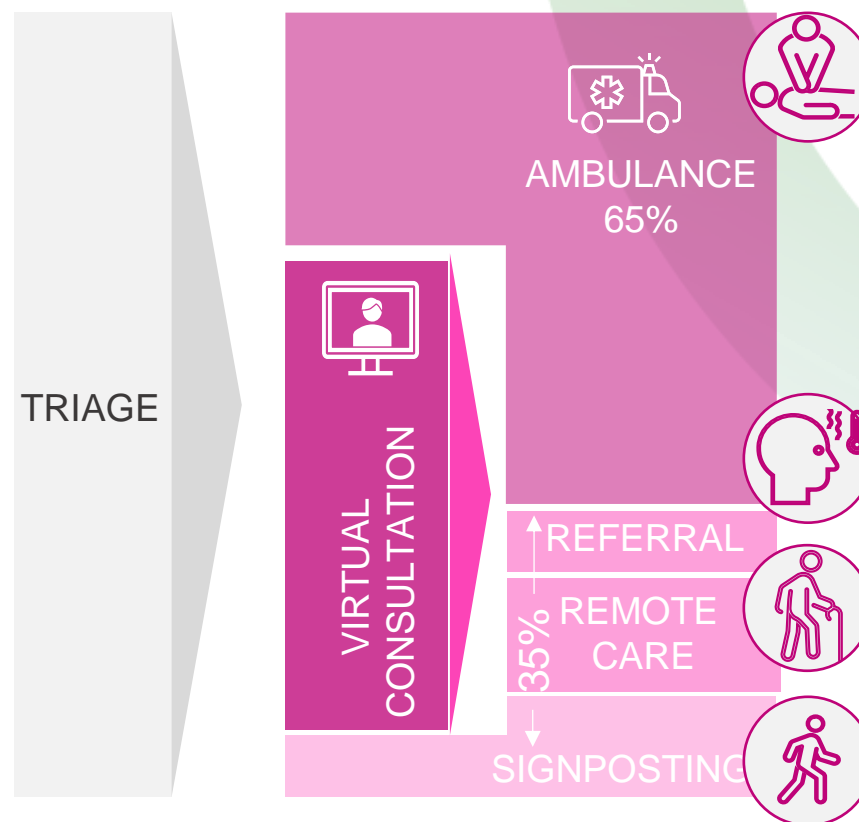 TRIAGE
AMBULANCE
65%
VIRTUAL
CONSULTATION
REFERRAL
35%
REMOTE
CARE
SIGNPOSTING